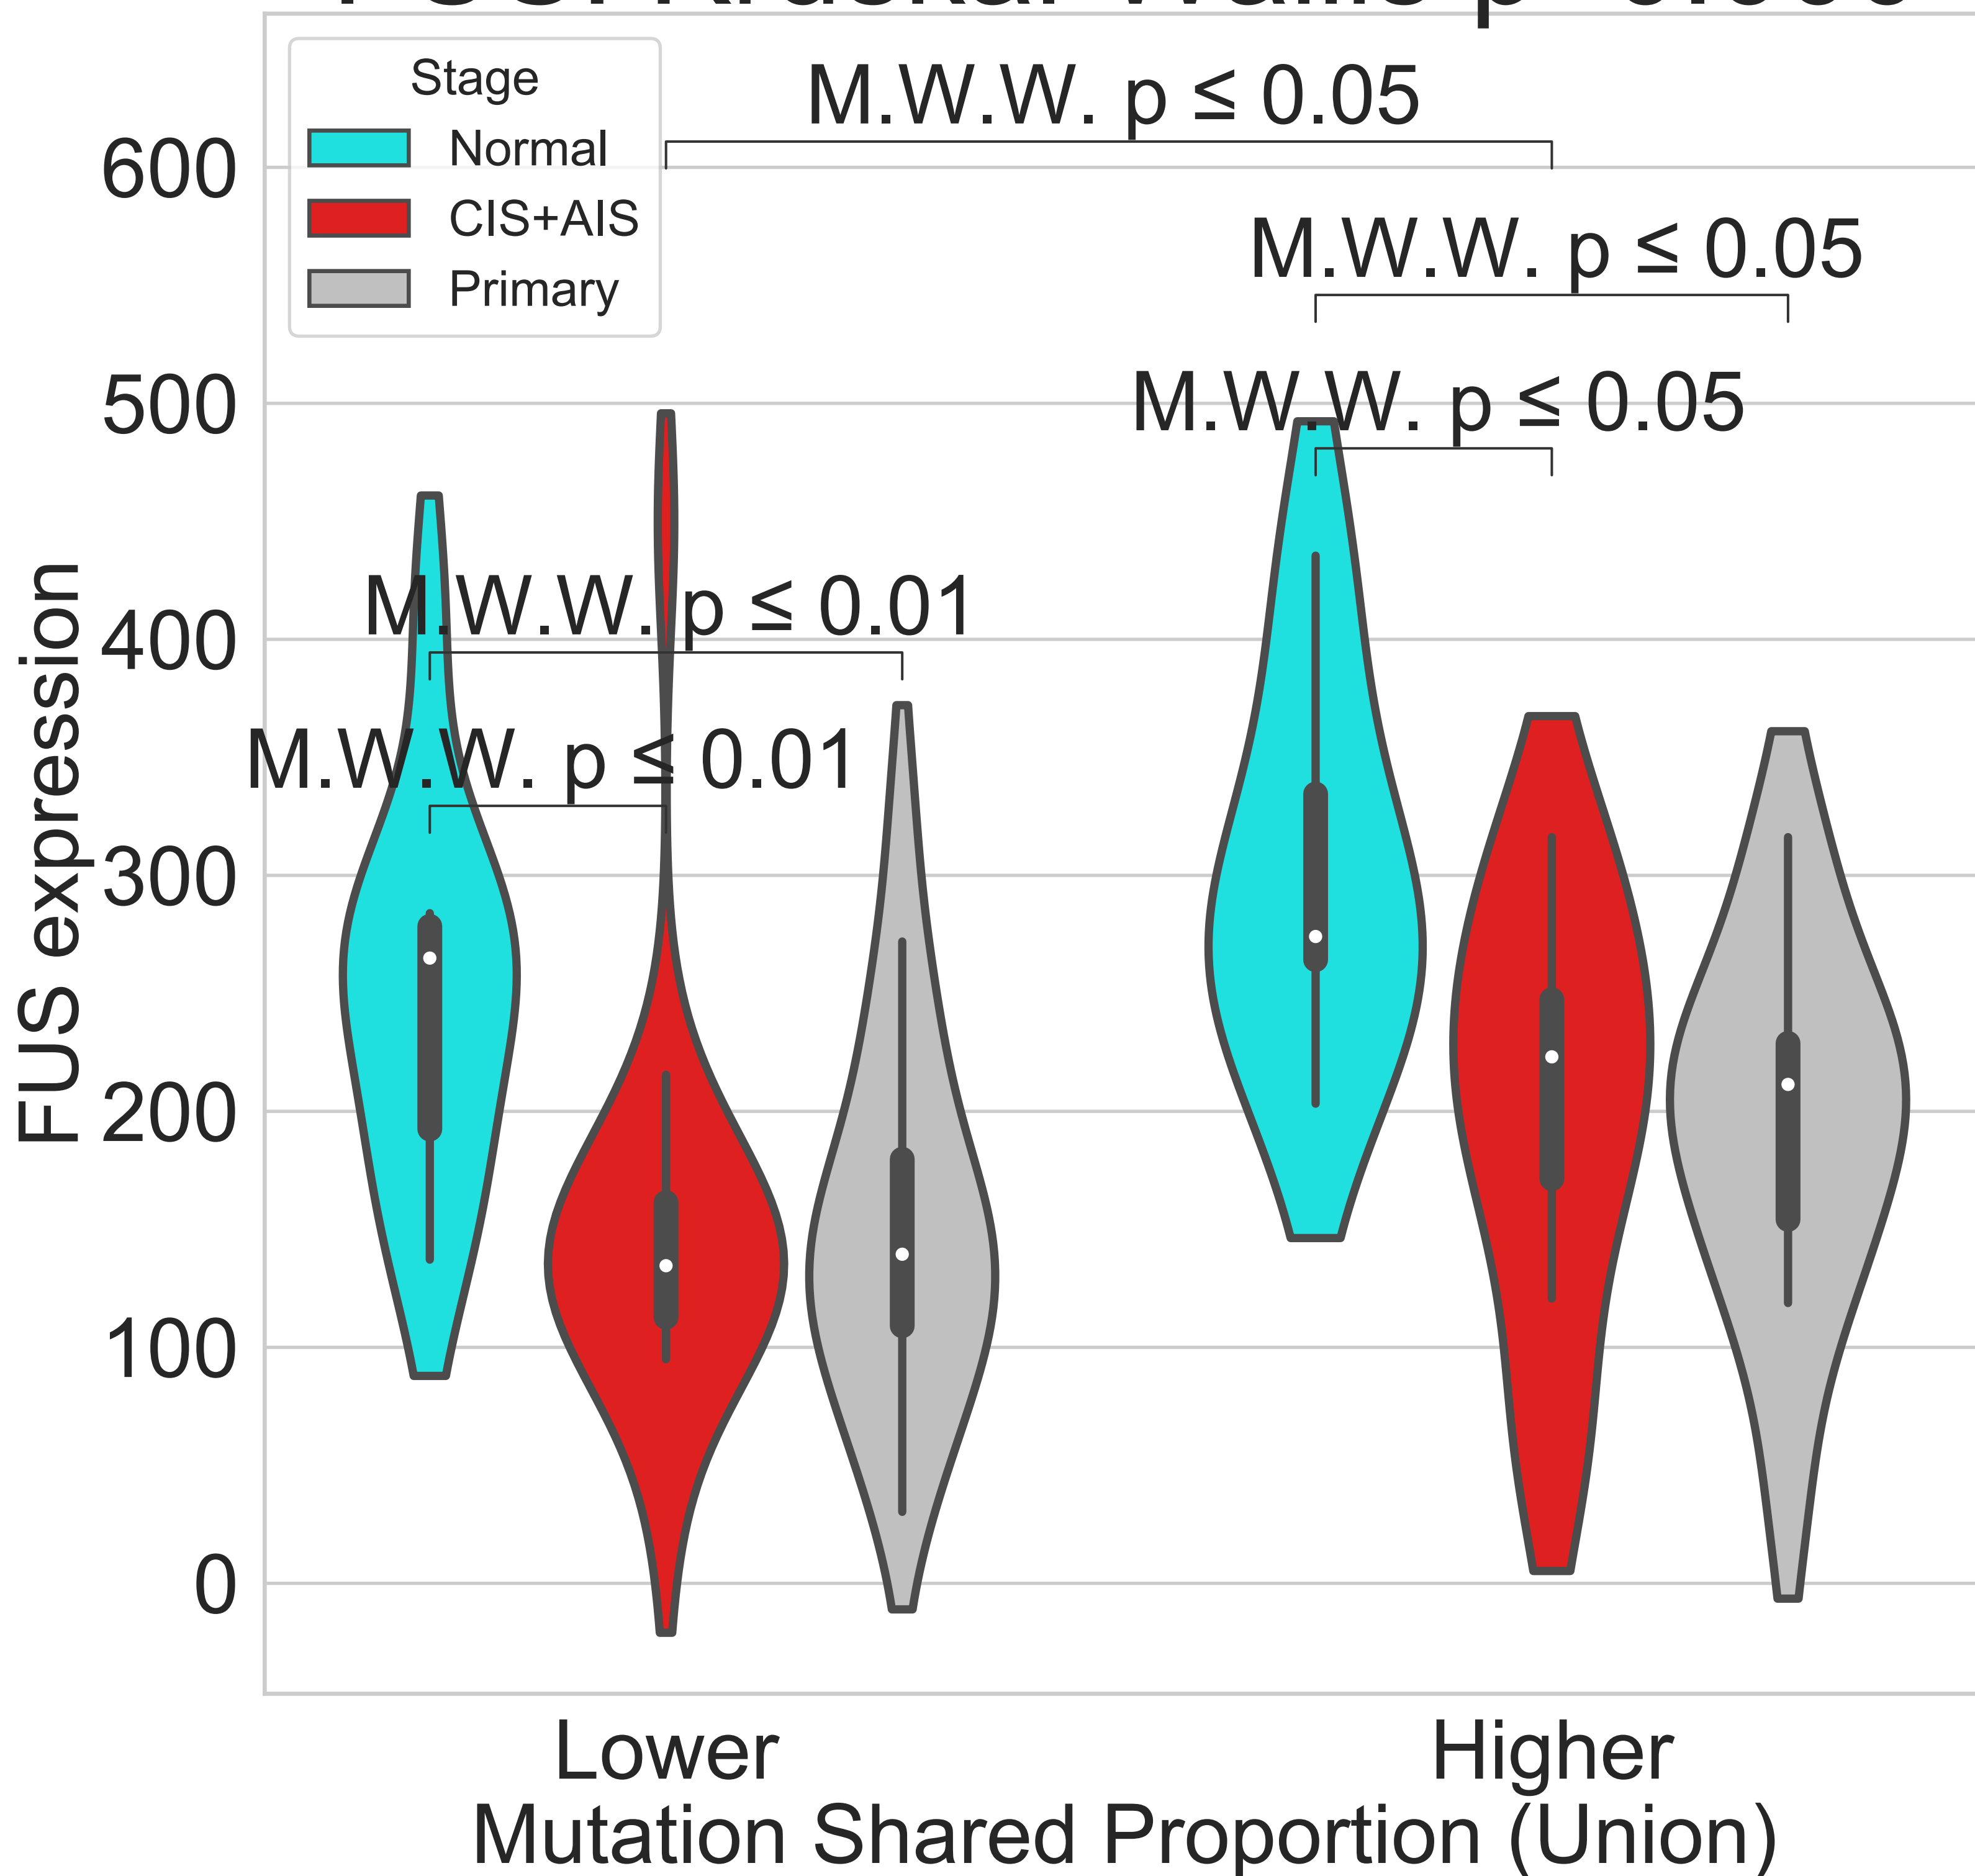 Stage
Normal
CIS+AIS
Primary
M.W.W. p ≤ 0.05
M.W.W. p ≤ 0.05
M.W.W. p ≤ 0.05
M.W.W. p ≤ 0.01
M.W.W. p ≤ 0.01
600
500
400
300
200
100
0
FUS expression
Lower
Higher
Mutation Shared Proportion (Union)